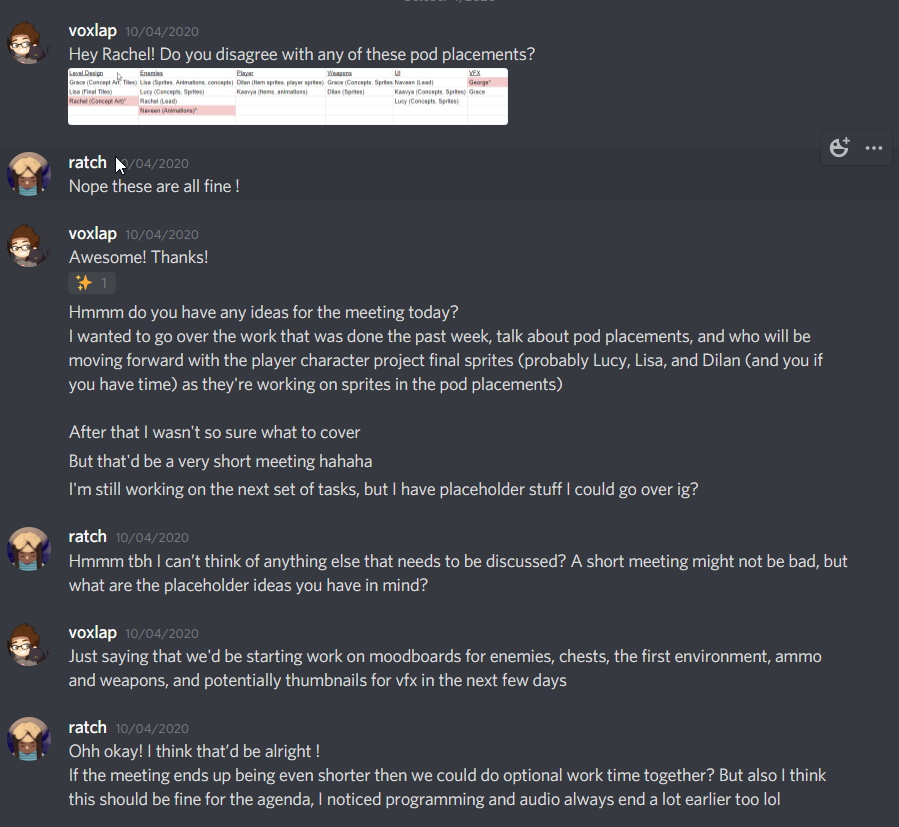 voxlap 10/04/2020
Hey Rachel! Do you disagree with any of these pod placements?
Level Design Enemies Player Weapons UI VFX
Grace (Concept Art, Tiles) Lisa (Sprites, Animations, concepts) Dilan (Item sprites, player sprites) Grace (Concepts, Sprites Naveen (Lead) George*
Lisa (Final Tiles) Lucy (Concepts, Sprites) Kaavya (Items, animations) Dilan (Sprites) Kaavya (Concepts, Sprites) Grace
Rachel (Concept Art)* Rachel (Lead) Lucy (Concepts, Sprites)
Naveen (Animations)*
ratch /04/2020
Nope these are all fine !
voxlap 10/04/2020
Awesome! Thanks!
✨ 1
Hmmm do you have any ideas for the meeting today?
I wanted to go over the work that was done the past week, talk about pod placements, and who will be
moving forward with the player character project final sprites (probably Lucy, Lisa, and Dilan (and you if
you have time) as they're working on sprites in the pod placements)
After that I wasn't so sure what to cover
But that'd be a very short meeting hahaha
I'm still working on the next set of tasks, but I have placeholder stuff I could go over ig?
ratch 10/04/2020
Hmmm tbh I can't think of anything else that needs to be discussed? A short meeting might not be bad, but
what are the placeholder ideas you have in mind?
voxlap 10/04/2020
Just saying that we'd be starting work on moodboards for enemies, chests, the first environment, ammo
and weapons, and potentially thumbnails for vfx in the next few days
ratch 10/04/2020
Ohh okay! I think that'd be alright !
If the meeting ends up being even shorter then we could do optional work time together? But also I think
this should be fine for the agenda, I noticed programming and audio always end a lot earlier too lol